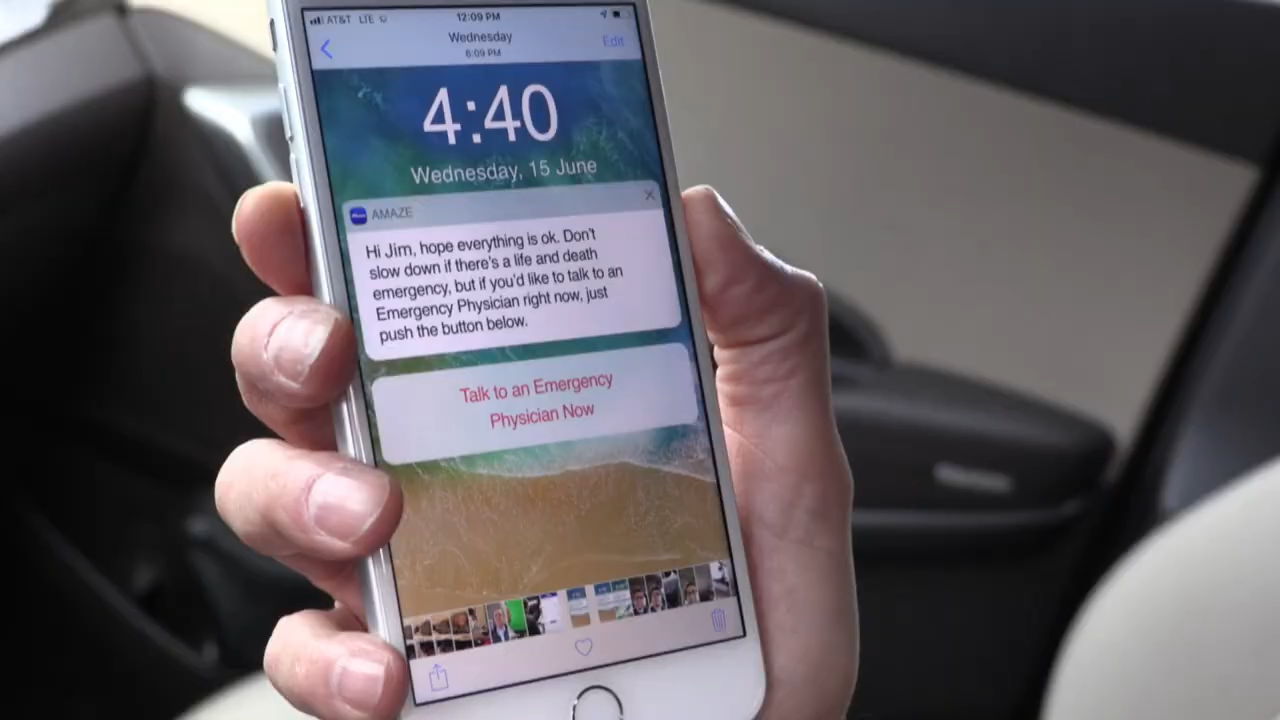 AT&T LTE 12:09 PM
Wednesday
6:09 PM
Edit
4:40
Wednesday, 15 June
AMAZE
Hi Jim, hope everything is ok. Don't
slow down if there's a life and death
emergency, but if you'd like to talk to an
Emergency Physician right now, just
push the button below.
Talk to an Emergency
Physician Now